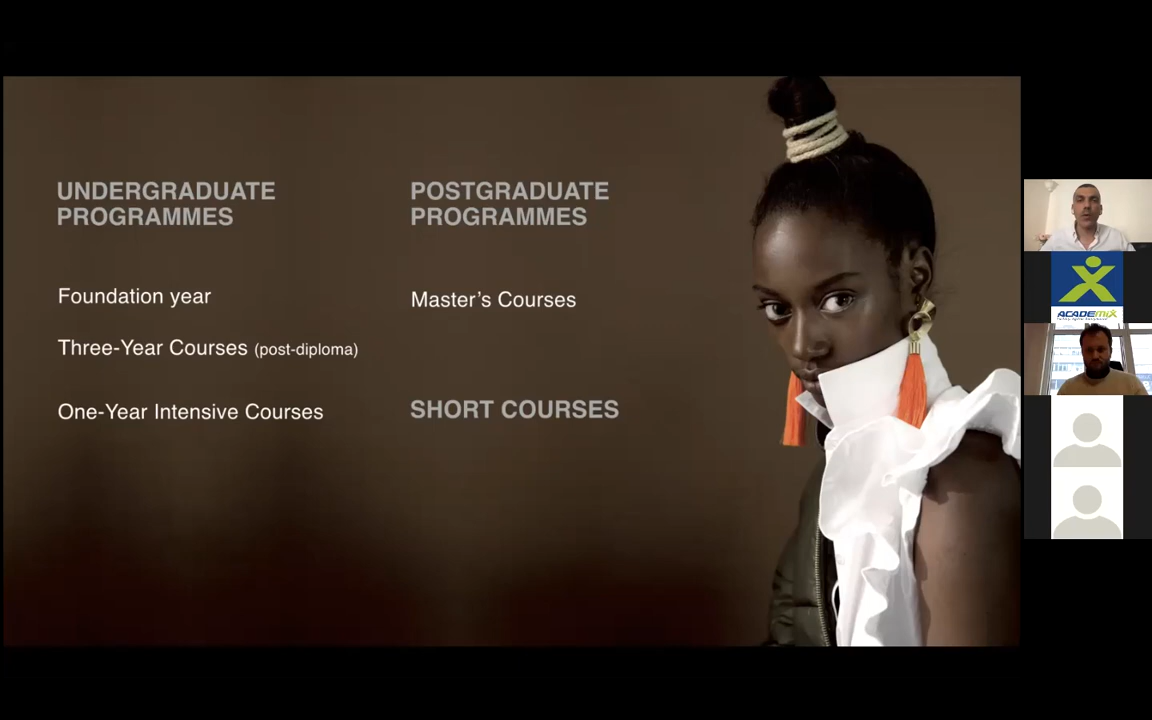 UNDERGRADUATE
PROGRAMMES
Foundation year
Three-Year Courses (post-diploma)
One-Year Intensive Courses
POSTGRADUATE
PROGRAMMES
Master's Courses
SHORT COURSES
ACADEMIX